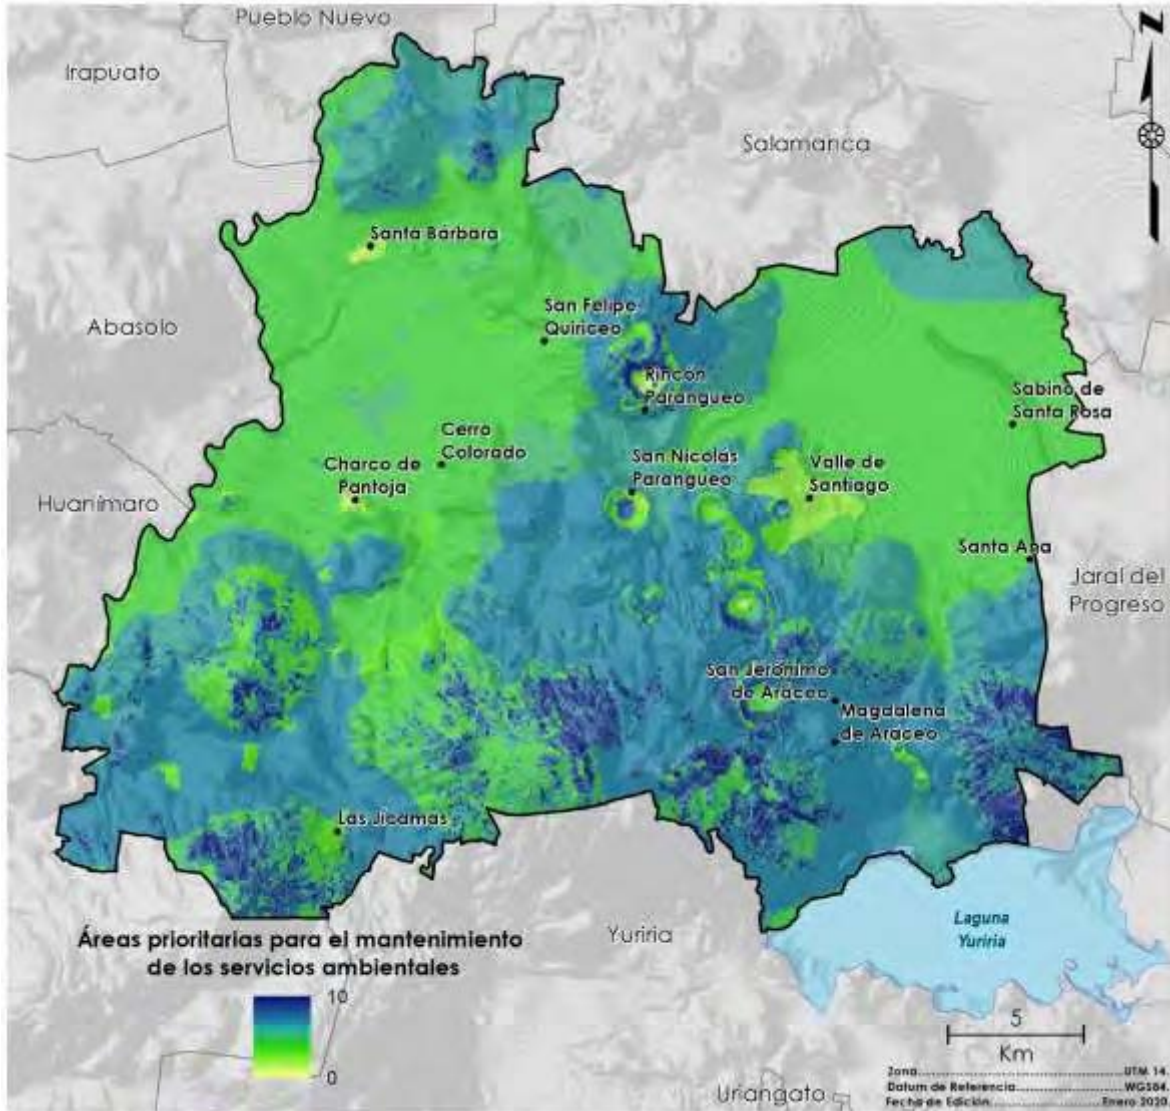 Pueblo Nuevo
Irapuato
Salamanca
Santa Bárbara
Abasolo
San Felipe
Quiriceo
Rincón
Parangueo
Sabino de
Santa Rosa
Cerro
Colorado
San Nicolás
Parangueo
Valle de
Santiago
Charco de
Pantoja
Huanímaro
Santa Ana
Jaral del
Progreso
San Jerónimo
de Aráceo
Magdalena
de Aráceo
Las Jícamas
Yuriria
Laguna
Yuriria
Áreas prioritarias para el mantenimiento
de los servicios ambientales
10
0
5
Km
Uriangato
Zona UTM 14.
Datum de Referencia WGS84.
Fecha de Edición Enero 2020.
Z